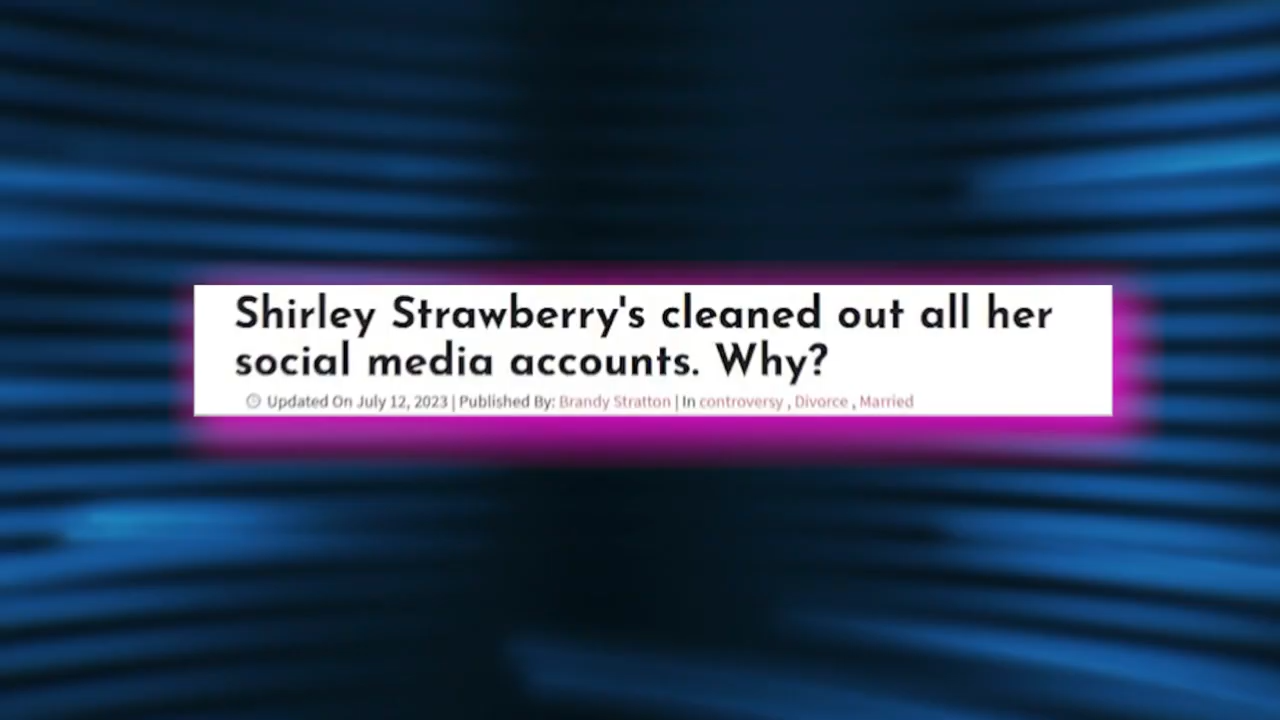 Shirley Strawberry's cleaned out all her
social media accounts. Why?
Updated On July 12, 2023 | Published By: Brandy Stratton | In controversy , Divorce , Married